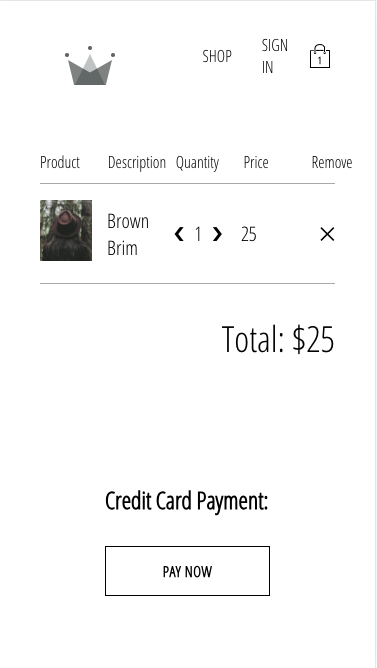 SHOP
SIGN
IN
1
Product Description Quantity Price Remove
Brown
Brim
❮ 1 ❯ 25 ✕
Total: $25
Credit Card Payment:
PAY NOW